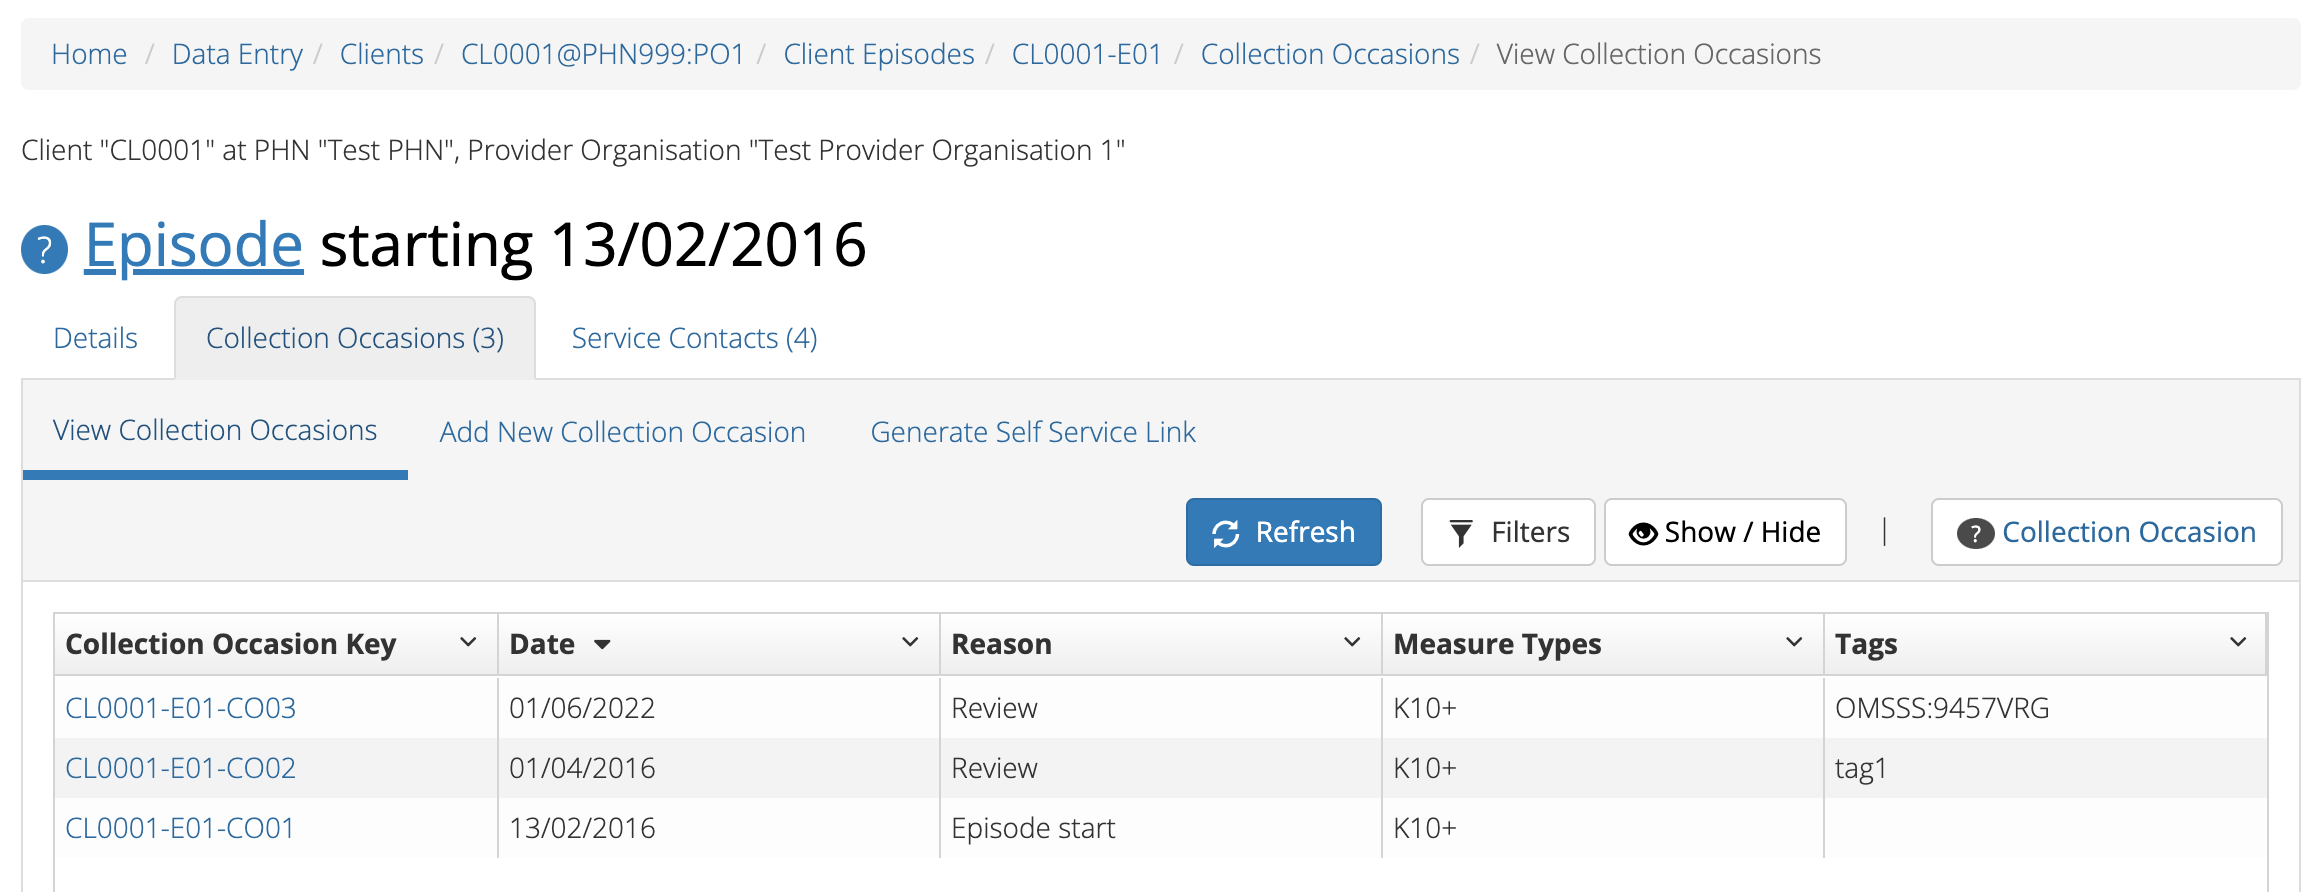 Home / Data Entry / Clients / CL0001@PHN999:PO1 / Client Episodes / CL0001-E01 / Collection Occasions / View Collection Occasions
Client "CL0001" at PHN "Test PHN", Provider Organisation "Test Provider Organisation 1"
? Episode starting 13/02/2016
Details Collection Occasions (3) Service Contacts (4)
View Collection Occasions Add New Collection Occasion Generate Self Service Link
Refresh Filters Show / Hide | ? Collection Occasion
Collection Occasion Key Date Reason Measure Types Tags
CL0001-E01-CO03 01/06/2022 Review K10+ OMSSS:9457VRG
CL0001-E01-CO02 01/04/2016 Review K10+ tag1
CL0001-E01-CO01 13/02/2016 Episode start K10+